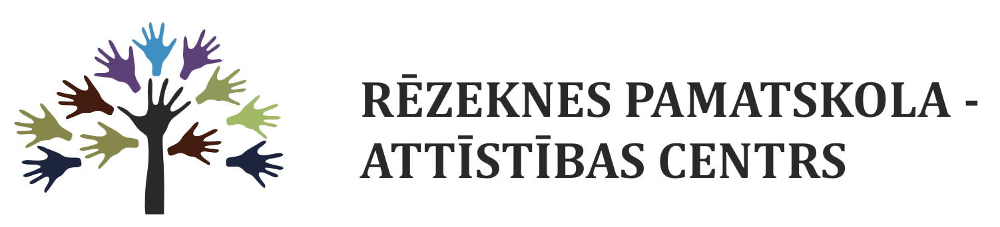 RĒZEKNES PAMATSKOLA -
ATTĪSTĪBAS CENTRS